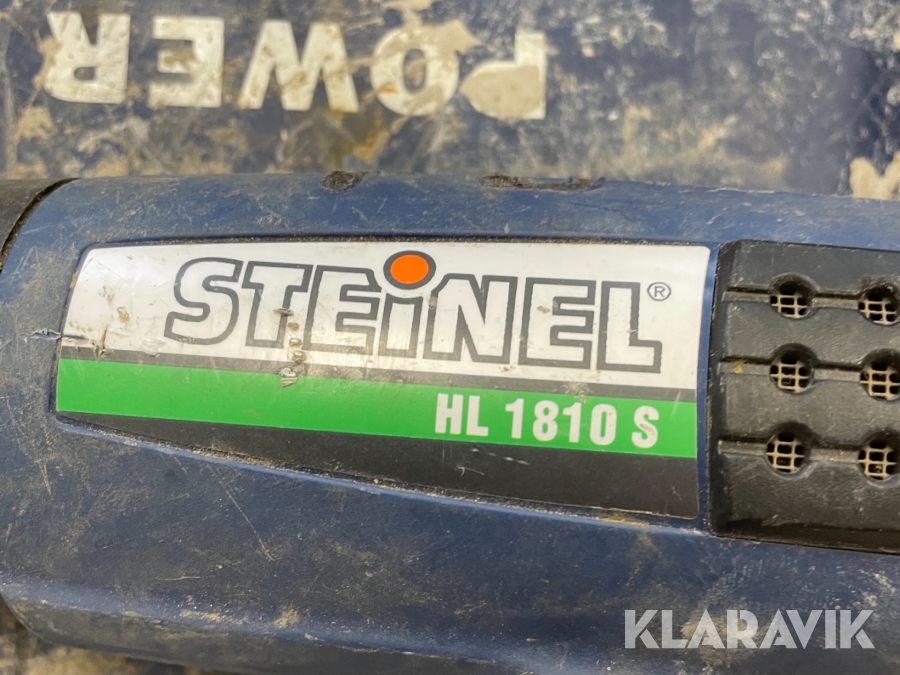 POWER
STEINEL®
HL 1810 S
KLARAVIK